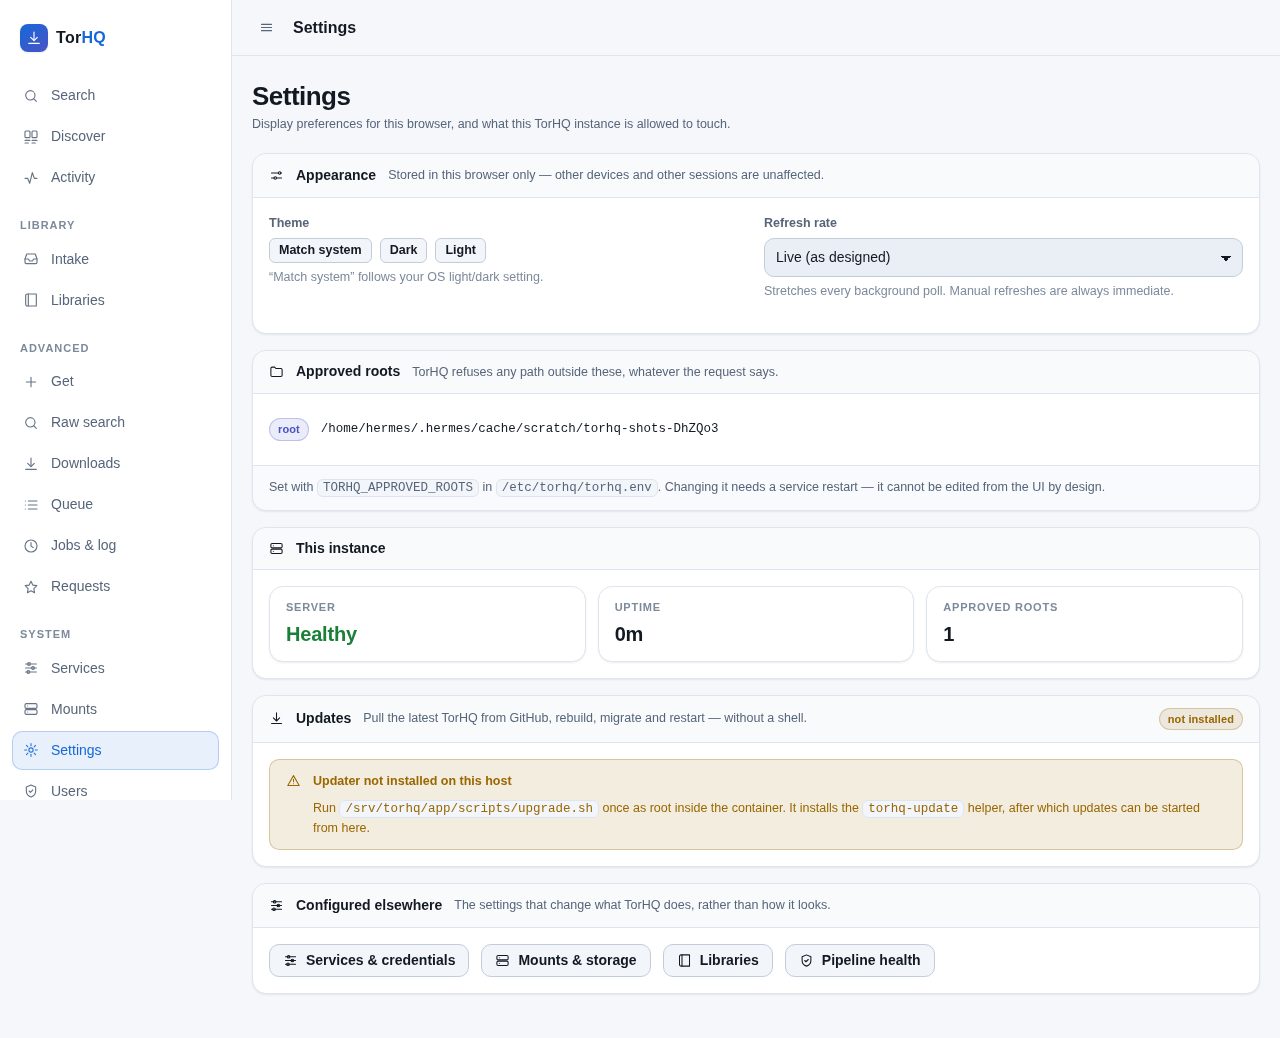 TorHQ
Settings
Search
Discover
Activity
LIBRARY
Intake
Libraries
ADVANCED
Get
Raw search
Downloads
Queue
Jobs & log
Requests
SYSTEM
Services
Mounts
Settings
Users
Settings
Display preferences for this browser, and what this TorHQ instance is allowed to touch.
Appearance Stored in this browser only — other devices and other sessions are unaffected.
Theme
Match system Dark Light
“Match system” follows your OS light/dark setting.
Refresh rate
Live (as designed)
Stretches every background poll. Manual refreshes are always immediate.
Approved roots TorHQ refuses any path outside these, whatever the request says.
root /home/hermes/.hermes/cache/scratch/torhq-shots-DhZQo3
Set with TORHQ_APPROVED_ROOTS in /etc/torhq/torhq.env. Changing it needs a service restart — it cannot be edited from the UI by design.
This instance
SERVER
Healthy
UPTIME
0m
APPROVED ROOTS
1
Updates Pull the latest TorHQ from GitHub, rebuild, migrate and restart — without a shell. not installed
Updater not installed on this host
Run /srv/torhq/app/scripts/upgrade.sh once as root inside the container. It installs the torhq-update helper, after which updates can be started
from here.
Configured elsewhere The settings that change what TorHQ does, rather than how it looks.
Services & credentials Mounts & storage Libraries Pipeline health